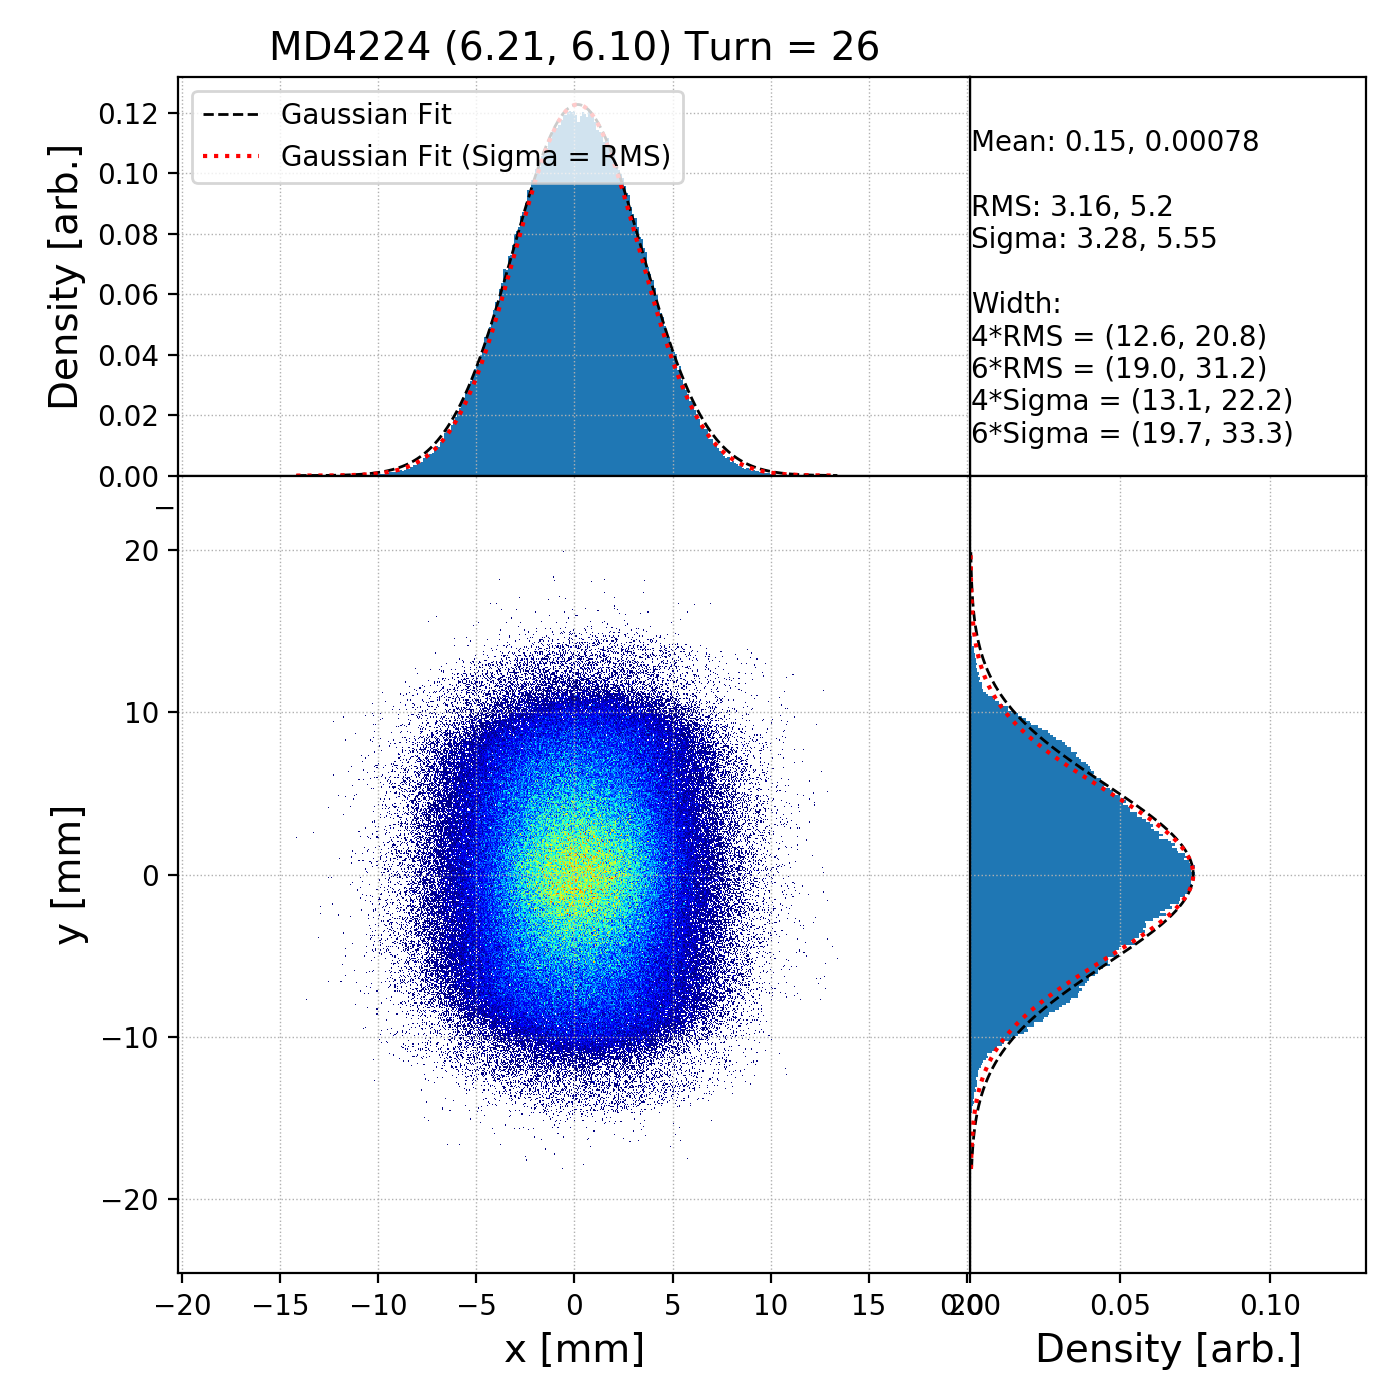 MD4224 (6.21, 6.10) Turn = 26
Gaussian Fit
Gaussian Fit (Sigma = RMS)
Density [arb.]
0.12
0.10
0.08
0.06
0.04
0.02
0.00
Mean: 0.15, 0.00078
RMS: 3.16, 5.2
Sigma: 3.28, 5.55
Width:
4*RMS = (12.6, 20.8)
6*RMS = (19.0, 31.2)
4*Sigma = (13.1, 22.2)
6*Sigma = (19.7, 33.3)
y [mm]
20
10
0
−10
−20
−20 −15 −10 −5 0 5 10 15 20
x [mm]
0.00 0.05 0.10
Density [arb.]